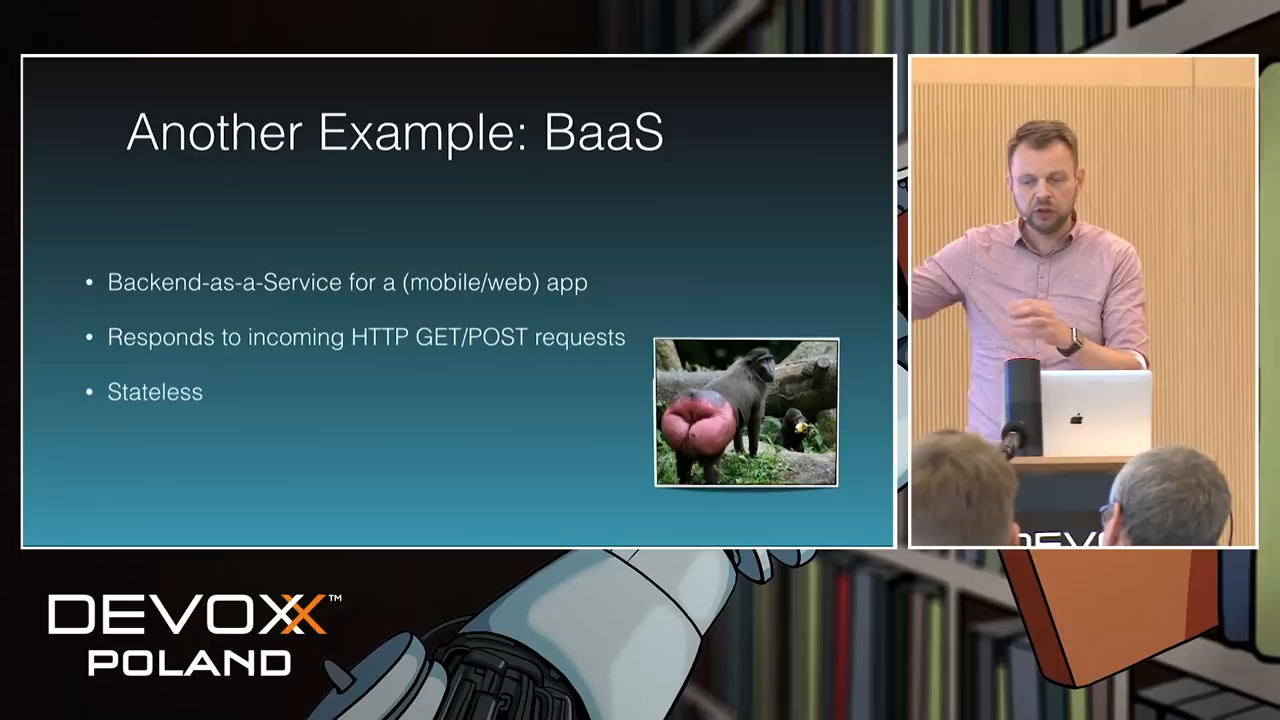 Another Example: BaaS
• Backend-as-a-Service for a (mobile/web) app
• Responds to incoming HTTP GET/POST requests
• Stateless
DEVOXX™
POLAND